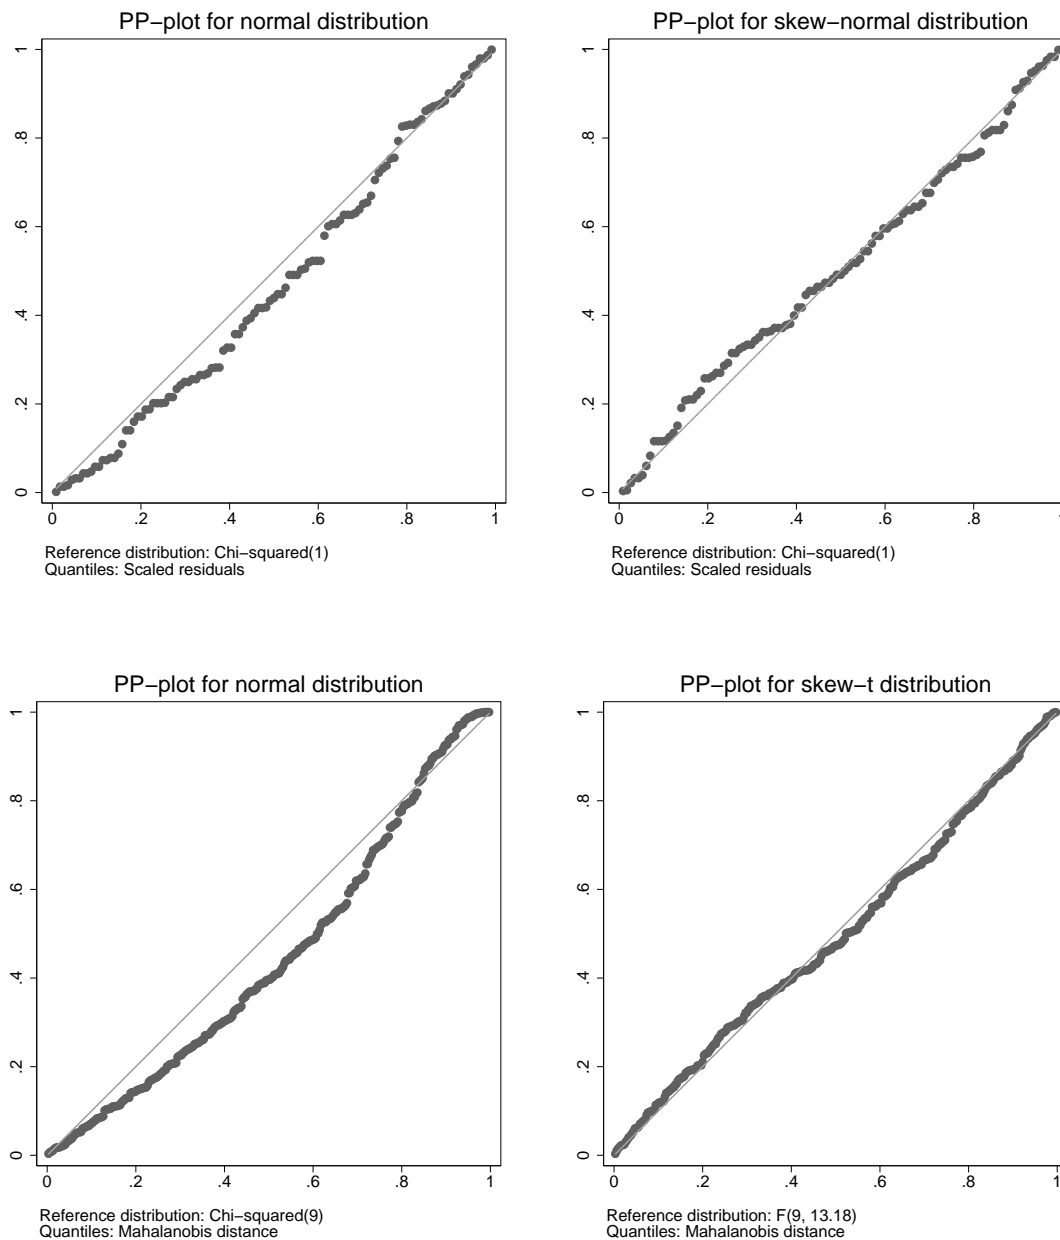 PP−plot for normal distribution
1
.8
.6
.4
.2
0
0 .2 .4 .6 .8 1
Reference distribution: Chi−squared(1)
Quantiles: Scaled residuals
PP−plot for skew−normal distribution
1
.8
.6
.4
.2
0
0 .2 .4 .6 .8 1
Reference distribution: Chi−squared(1)
Quantiles: Scaled residuals
PP−plot for normal distribution
1
.8
.6
.4
.2
0
0 .2 .4 .6 .8 1
Reference distribution: Chi−squared(9)
Quantiles: Mahalanobis distance
PP−plot for skew−t distribution
1
.8
.6
.4
.2
0
0 .2 .4 .6 .8 1
Reference distribution: F(9, 13.18)
Quantiles: Mahalanobis distance